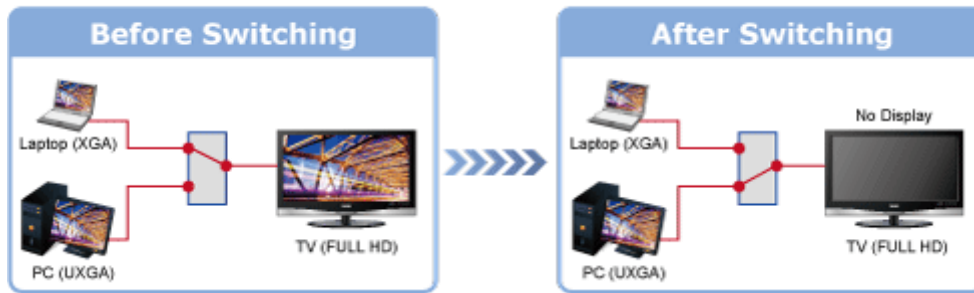 Before Switching
Laptop (XGA)
PC (UXGA)
TV (FULL HD)
After Switching
No Display
Laptop (XGA)
PC (UXGA)
TV (FULL HD)